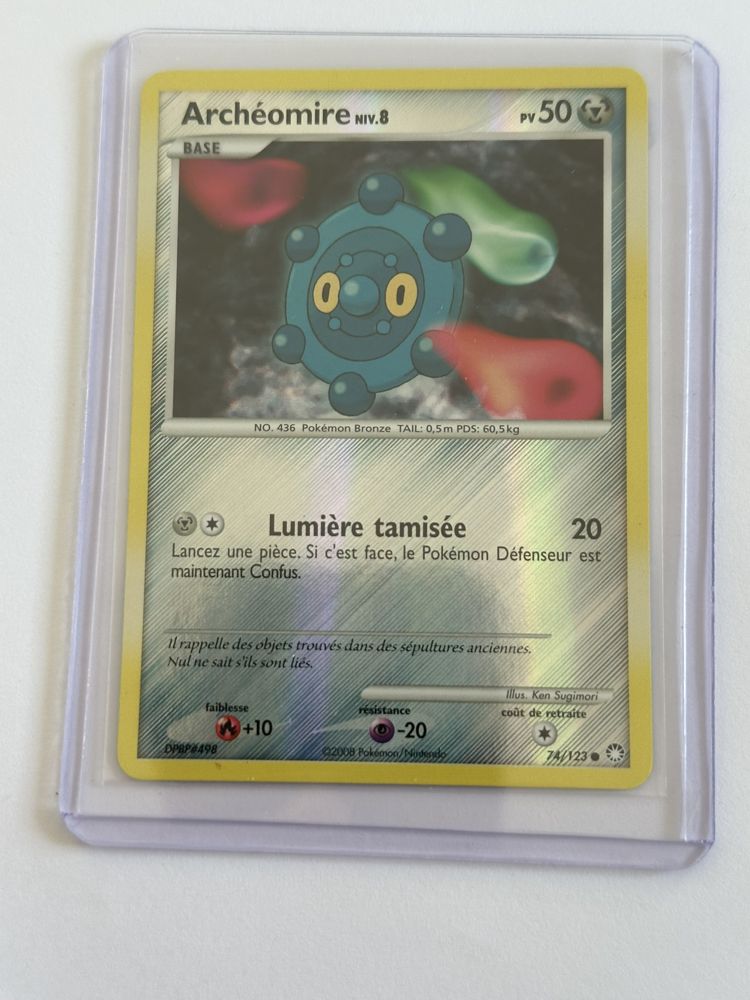 Archéomire NIV.8 PV 50
BASE
NO. 436 Pokémon Bronze TAIL: 0,5m PDS: 60,5kg
Lumière tamisée 20
Lancez une pièce. Si c'est face, le Pokémon Défenseur est
maintenant Confus.
Il rappelle des objets trouvés dans des sépultures anciennes.
Nul ne sait s'ils sont liés.
Illus. Ken Sugimori
faiblesse résistance coût de retraite
+10 -20
DPBP#498 ©2008 Pokémon/Nintendo 74/123